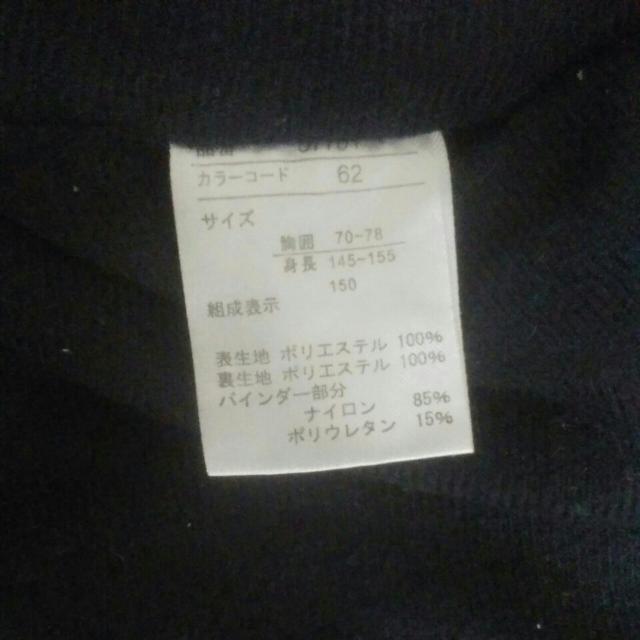 カラーコード 62
サイズ
胸囲 70-78
身長 145-155
150
組成表示
表生地 ポリエステル 100%
裏生地 ポリエステル 100%
バインダー部分
ナイロン 85%
ポリウレタン 15%